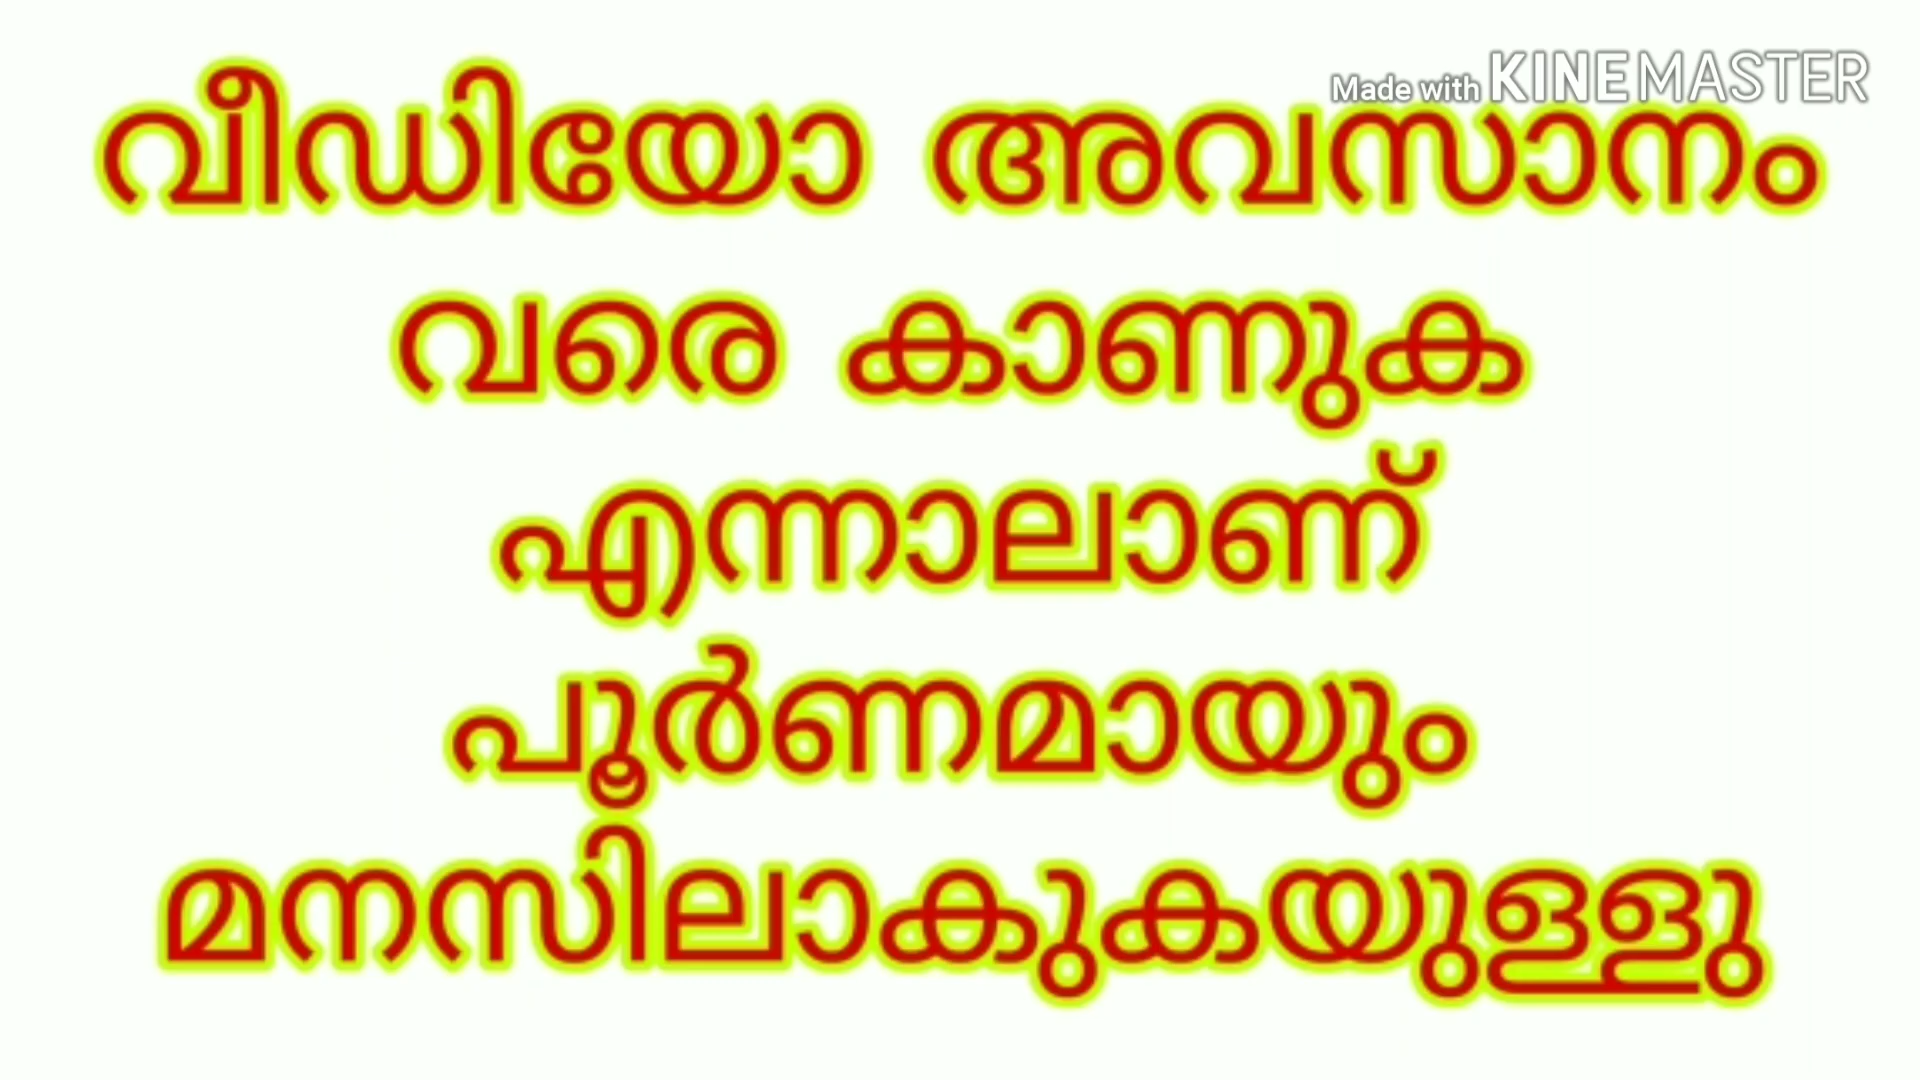 Made with KINEMASTER
വീഡിയോ അവസാനം
വരെ കാണുക
എന്നാലാണ്
പൂർണമായും
മനസിലാകുകയുള്ളു